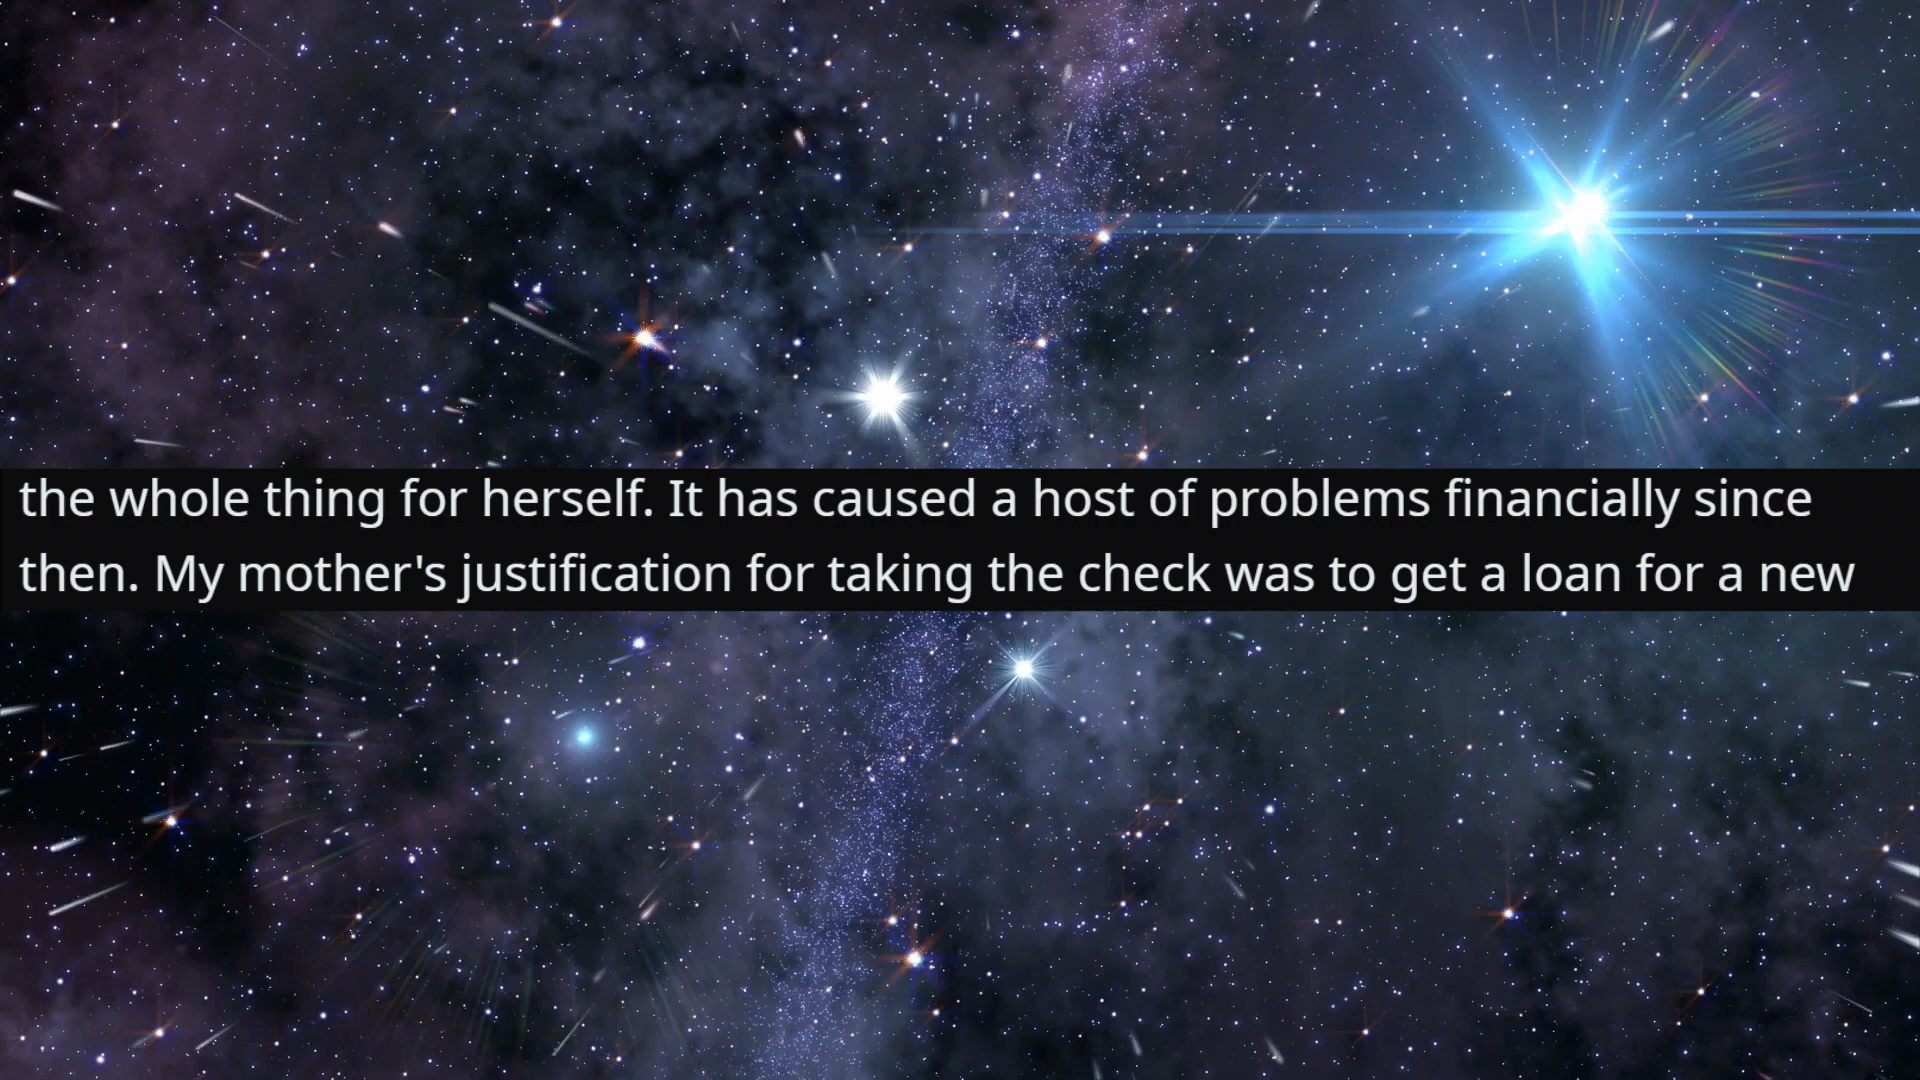 the whole thing for herself. It has caused a host of problems financially since
then. My mother's justification for taking the check was to get a loan for a new